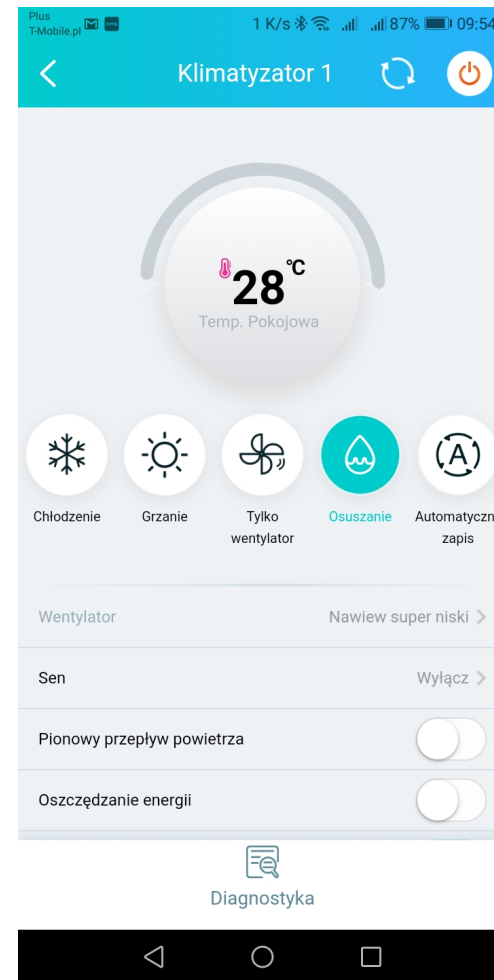 Plus
T-Mobile.pl
1 K/s 87% 09:54
Klimatyzator 1
28°C
Temp. Pokojowa
A
Chłodzenie Grzanie Tylko wentylator Osuszanie Automatyczn zapis
Wentylator Nawiew super niski
Sen Wyłącz
Pionowy przepływ powietrza
Oszczędzanie energii
Diagnostyka